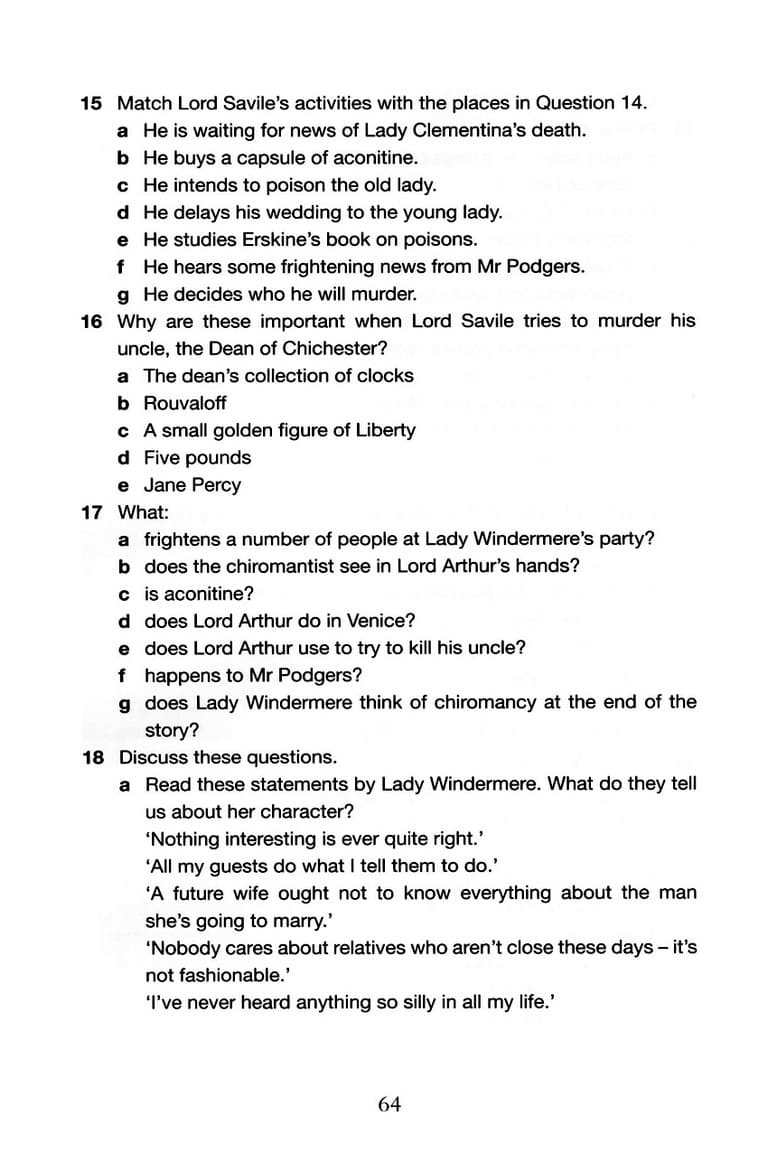 15 Match Lord Savile's activities with the places in Question 14.
a He is waiting for news of Lady Clementina's death.
b He buys a capsule of aconitine.
c He intends to poison the old lady.
d He delays his wedding to the young lady.
e He studies Erskine's book on poisons.
f He hears some frightening news from Mr Podgers.
g He decides who he will murder.
16 Why are these important when Lord Savile tries to murder his
uncle, the Dean of Chichester?
a The dean's collection of clocks
b Rouvaloff
c A small golden figure of Liberty
d Five pounds
e Jane Percy
17 What:
a frightens a number of people at Lady Windermere's party?
b does the chiromantist see in Lord Arthur's hands?
c is aconitine?
d does Lord Arthur do in Venice?
e does Lord Arthur use to try to kill his uncle?
f happens to Mr Podgers?
g does Lady Windermere think of chiromancy at the end of the
story?
18 Discuss these questions.
a Read these statements by Lady Windermere. What do they tell
us about her character?
‘Nothing interesting is ever quite right.’
‘All my guests do what I tell them to do.’
‘A future wife ought not to know everything about the man
she's going to marry.’
‘Nobody cares about relatives who aren't close these days – it's
not fashionable.’
‘I've never heard anything so silly in all my life.’
64